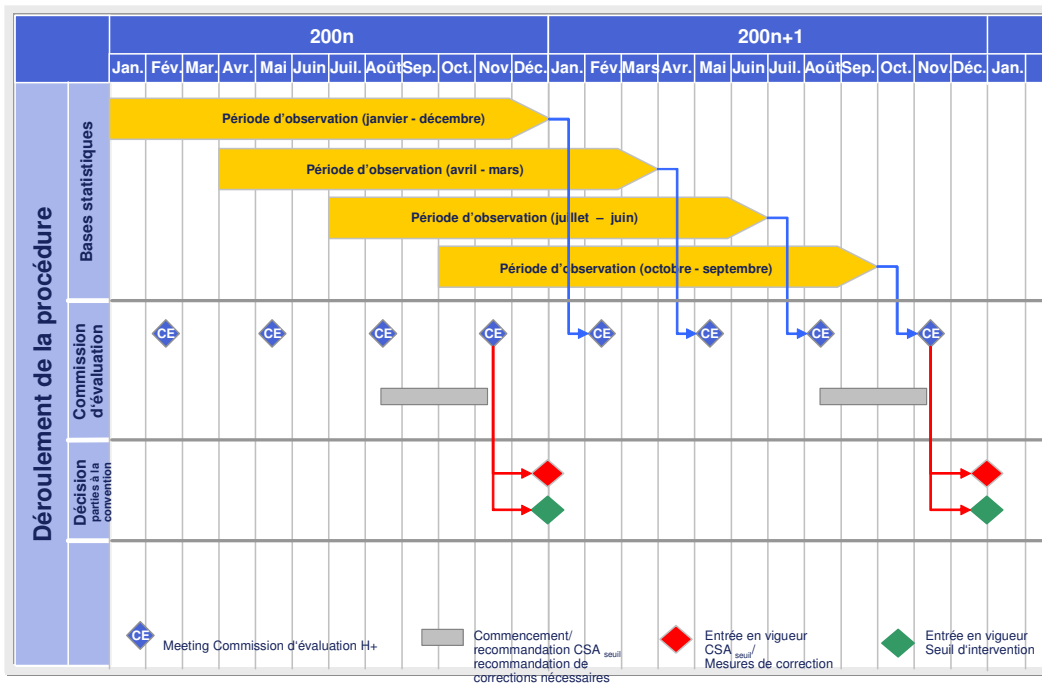 200n
200n+1
Jan. Fév. Mar. Avr. Mai Juin Juil. Août Sep. Oct. Nov. Déc. Jan. Fév. Mars Avr. Mai Juin Juil. Août Sep. Oct. Nov. Déc. Jan.
Déroulement de la procédure
Bases statistiques
Période d'observation (janvier - décembre)
Période d'observation (avril - mars)
Période d'observation (juillet – juin)
Période d'observation (octobre - septembre)
Commission
d'évaluation
CE CE CE CE CE CE CE CE
Décision
parties à la
convention
CE
Meeting Commission d'évaluation H+
Commencement/
recommandation CSA seuil
recommandation de
corrections nécessaires
Entrée en vigueur
CSA seuil/
Mesures de correction
Entrée en vigueur
Seuil d'intervention